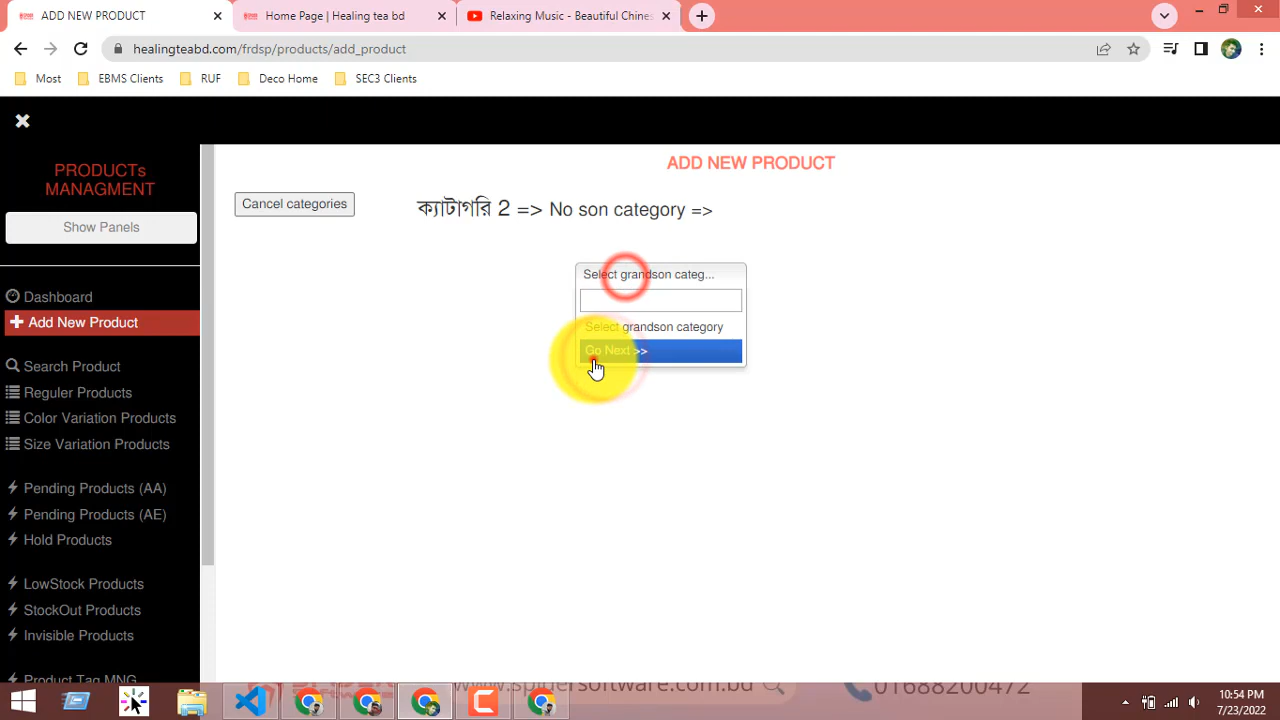 ADD NEW PRODUCT
Home Page | Healing tea bd
Relaxing Music - Beautiful Chines
healingteabd.com/frdsp/products/add_product
Most
EBMS Clients
RUF
Deco Home
SEC3 Clients
PRODUCTs
MANAGMENT
Show Panels
Dashboard
Add New Product
Search Product
Reguler Products
Color Variation Products
Size Variation Products
Pending Products (AA)
Pending Products (AE)
Hold Products
LowStock Products
StockOut Products
Invisible Products
Product Tag MNG
ADD NEW PRODUCT
Cancel categories
ক্যাটাগরি 2 => No son category =>
Select grandson categ...
Select grandson category
Go Next >>
www.spidersoftware.com.bd
01688200472
10:54 PM
7/23/2022